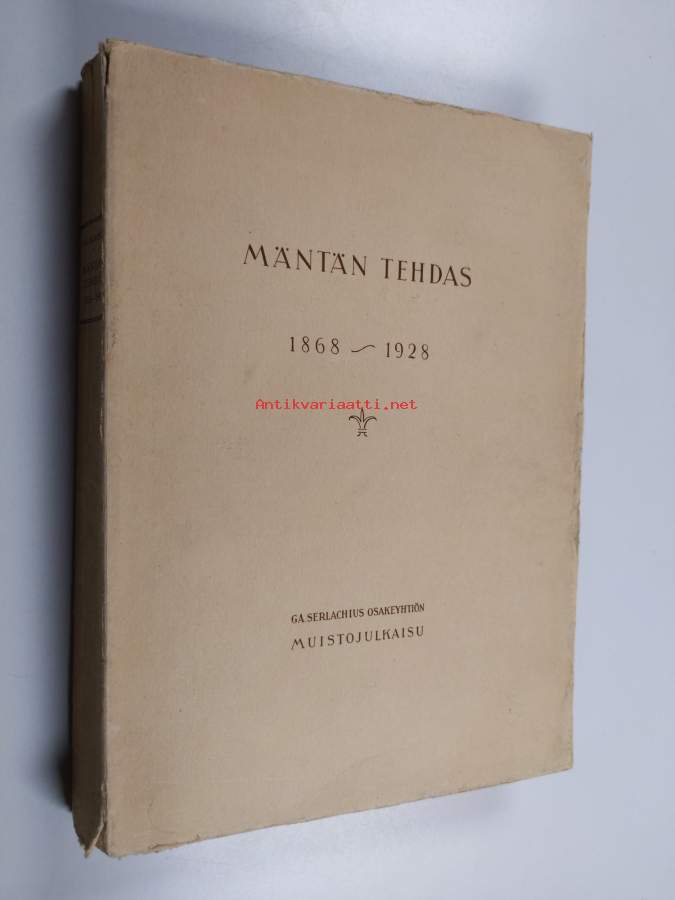 MÄNTÄN TEHDAS
1868 ~ 1928
Antikvariaatti.net
G.A. SERLACHIUS OSAKEYHTIÖN
MUISTOJULKAISU